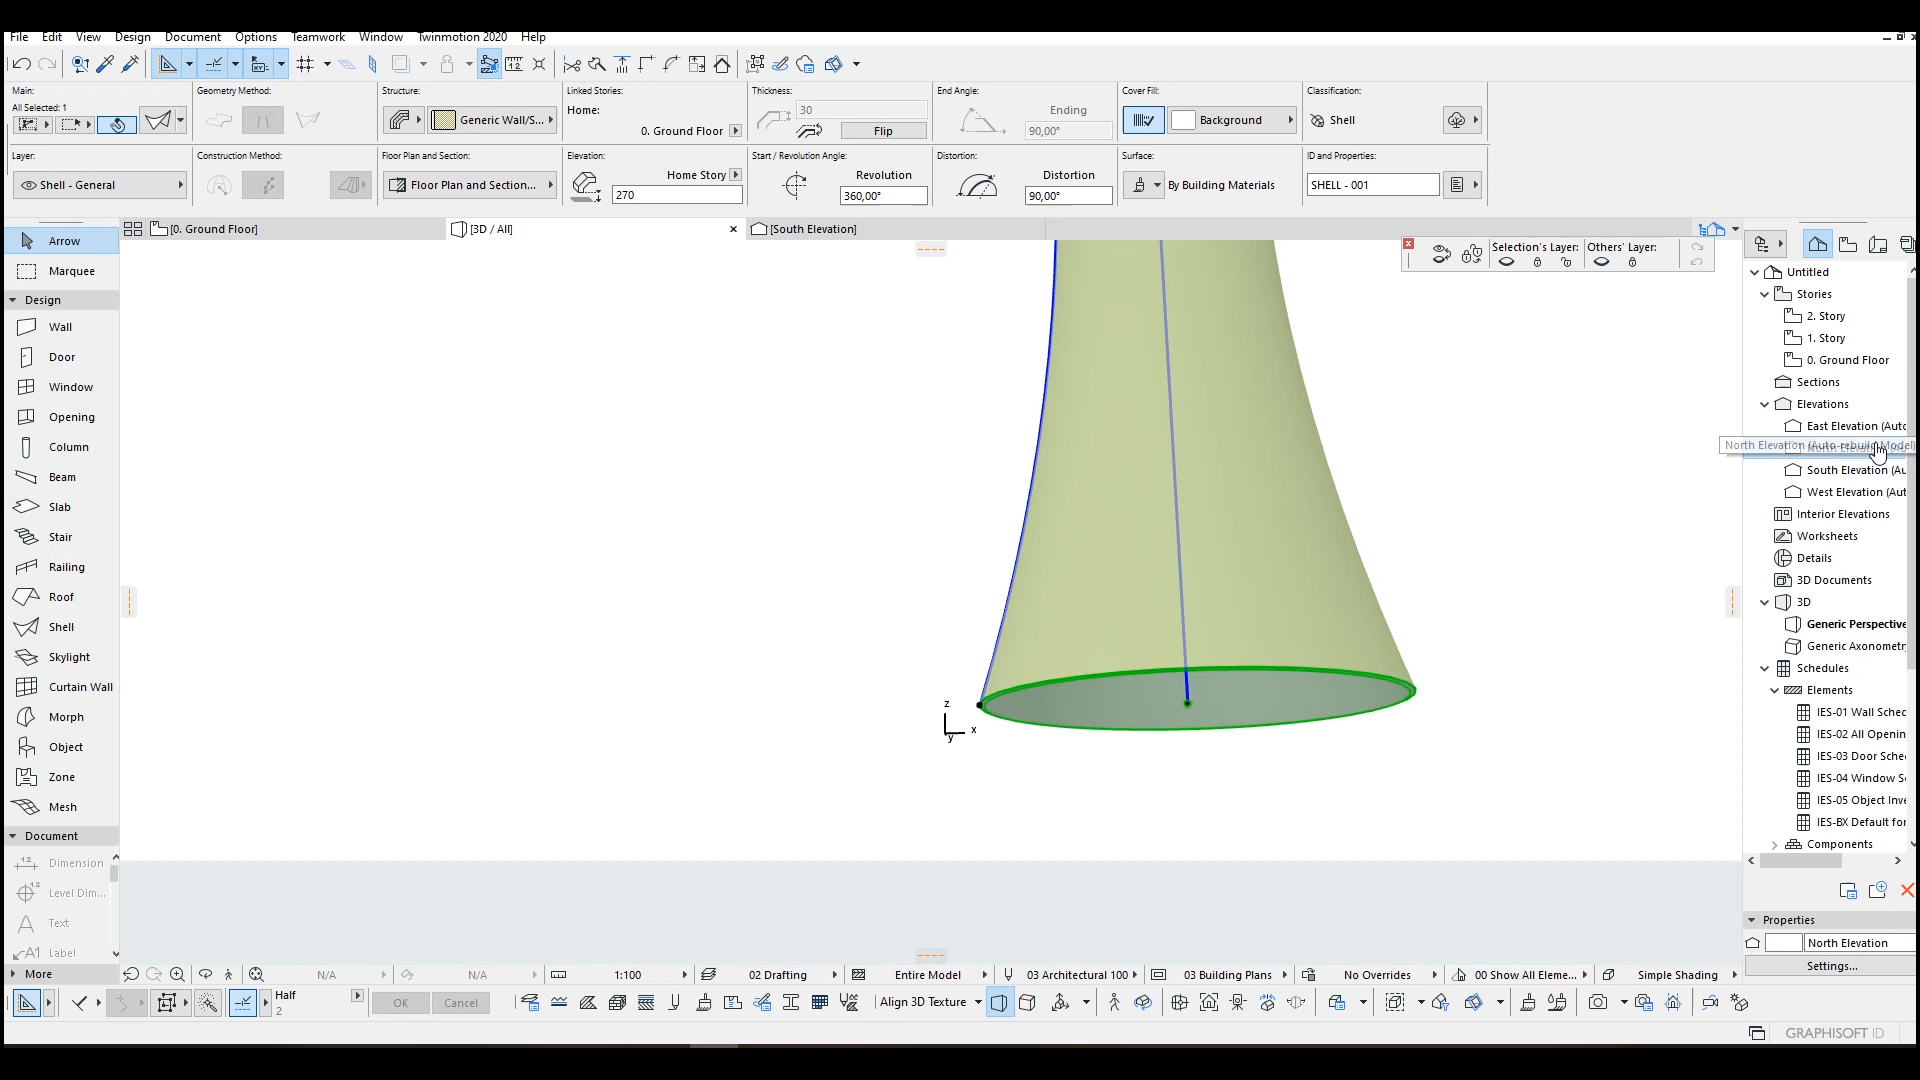 File Edit View Design Document Options Teamwork Window Twinmotion 2020 Help
Main:
All Selected: 1
Geometry Method:
Structure:
Generic Wall/S...
Linked Stories:
Home:
0. Ground Floor
Thickness:
30
Flip
End Angle:
Ending
90,00°
Cover Fill:
Background
Classification:
Shell
Layer:
Shell - General
Construction Method:
Floor Plan and Section:
Floor Plan and Section...
Elevation:
Home Story
270
Start / Revolution Angle:
Revolution
360,00°
Distortion:
Distortion
90,00°
Surface:
By Building Materials
ID and Properties:
SHELL - 001
[0. Ground Floor]
[3D / All]
[South Elevation]
Selection's Layer:
Others' Layer:
Arrow
Marquee
Design
Wall
Door
Window
Opening
Column
Beam
Slab
Stair
Railing
Roof
Shell
Skylight
Curtain Wall
Morph
Object
Zone
Mesh
Document
Dimension
Level Dim...
Text
Label
More
z
x
y
Untitled
Stories
2. Story
1. Story
0. Ground Floor
Sections
Elevations
East Elevation (Auto
North Elevation (Auto-rebuild Model)
South Elevation (Au
West Elevation (Aut
Interior Elevations
Worksheets
Details
3D Documents
3D
Generic Perspective
Generic Axonometr
Schedules
Elements
IES-01 Wall Sched
IES-02 All Openin
IES-03 Door Sche
IES-04 Window S
IES-05 Object Inve
IES-BX Default for
Components
Properties
North Elevation
Settings...
N/A
N/A
1:100
02 Drafting
Entire Model
03 Architectural 100
03 Building Plans
No Overrides
00 Show All Eleme...
Simple Shading
Half
2
OK
Cancel
Align 3D Texture
GRAPHISOFT ID